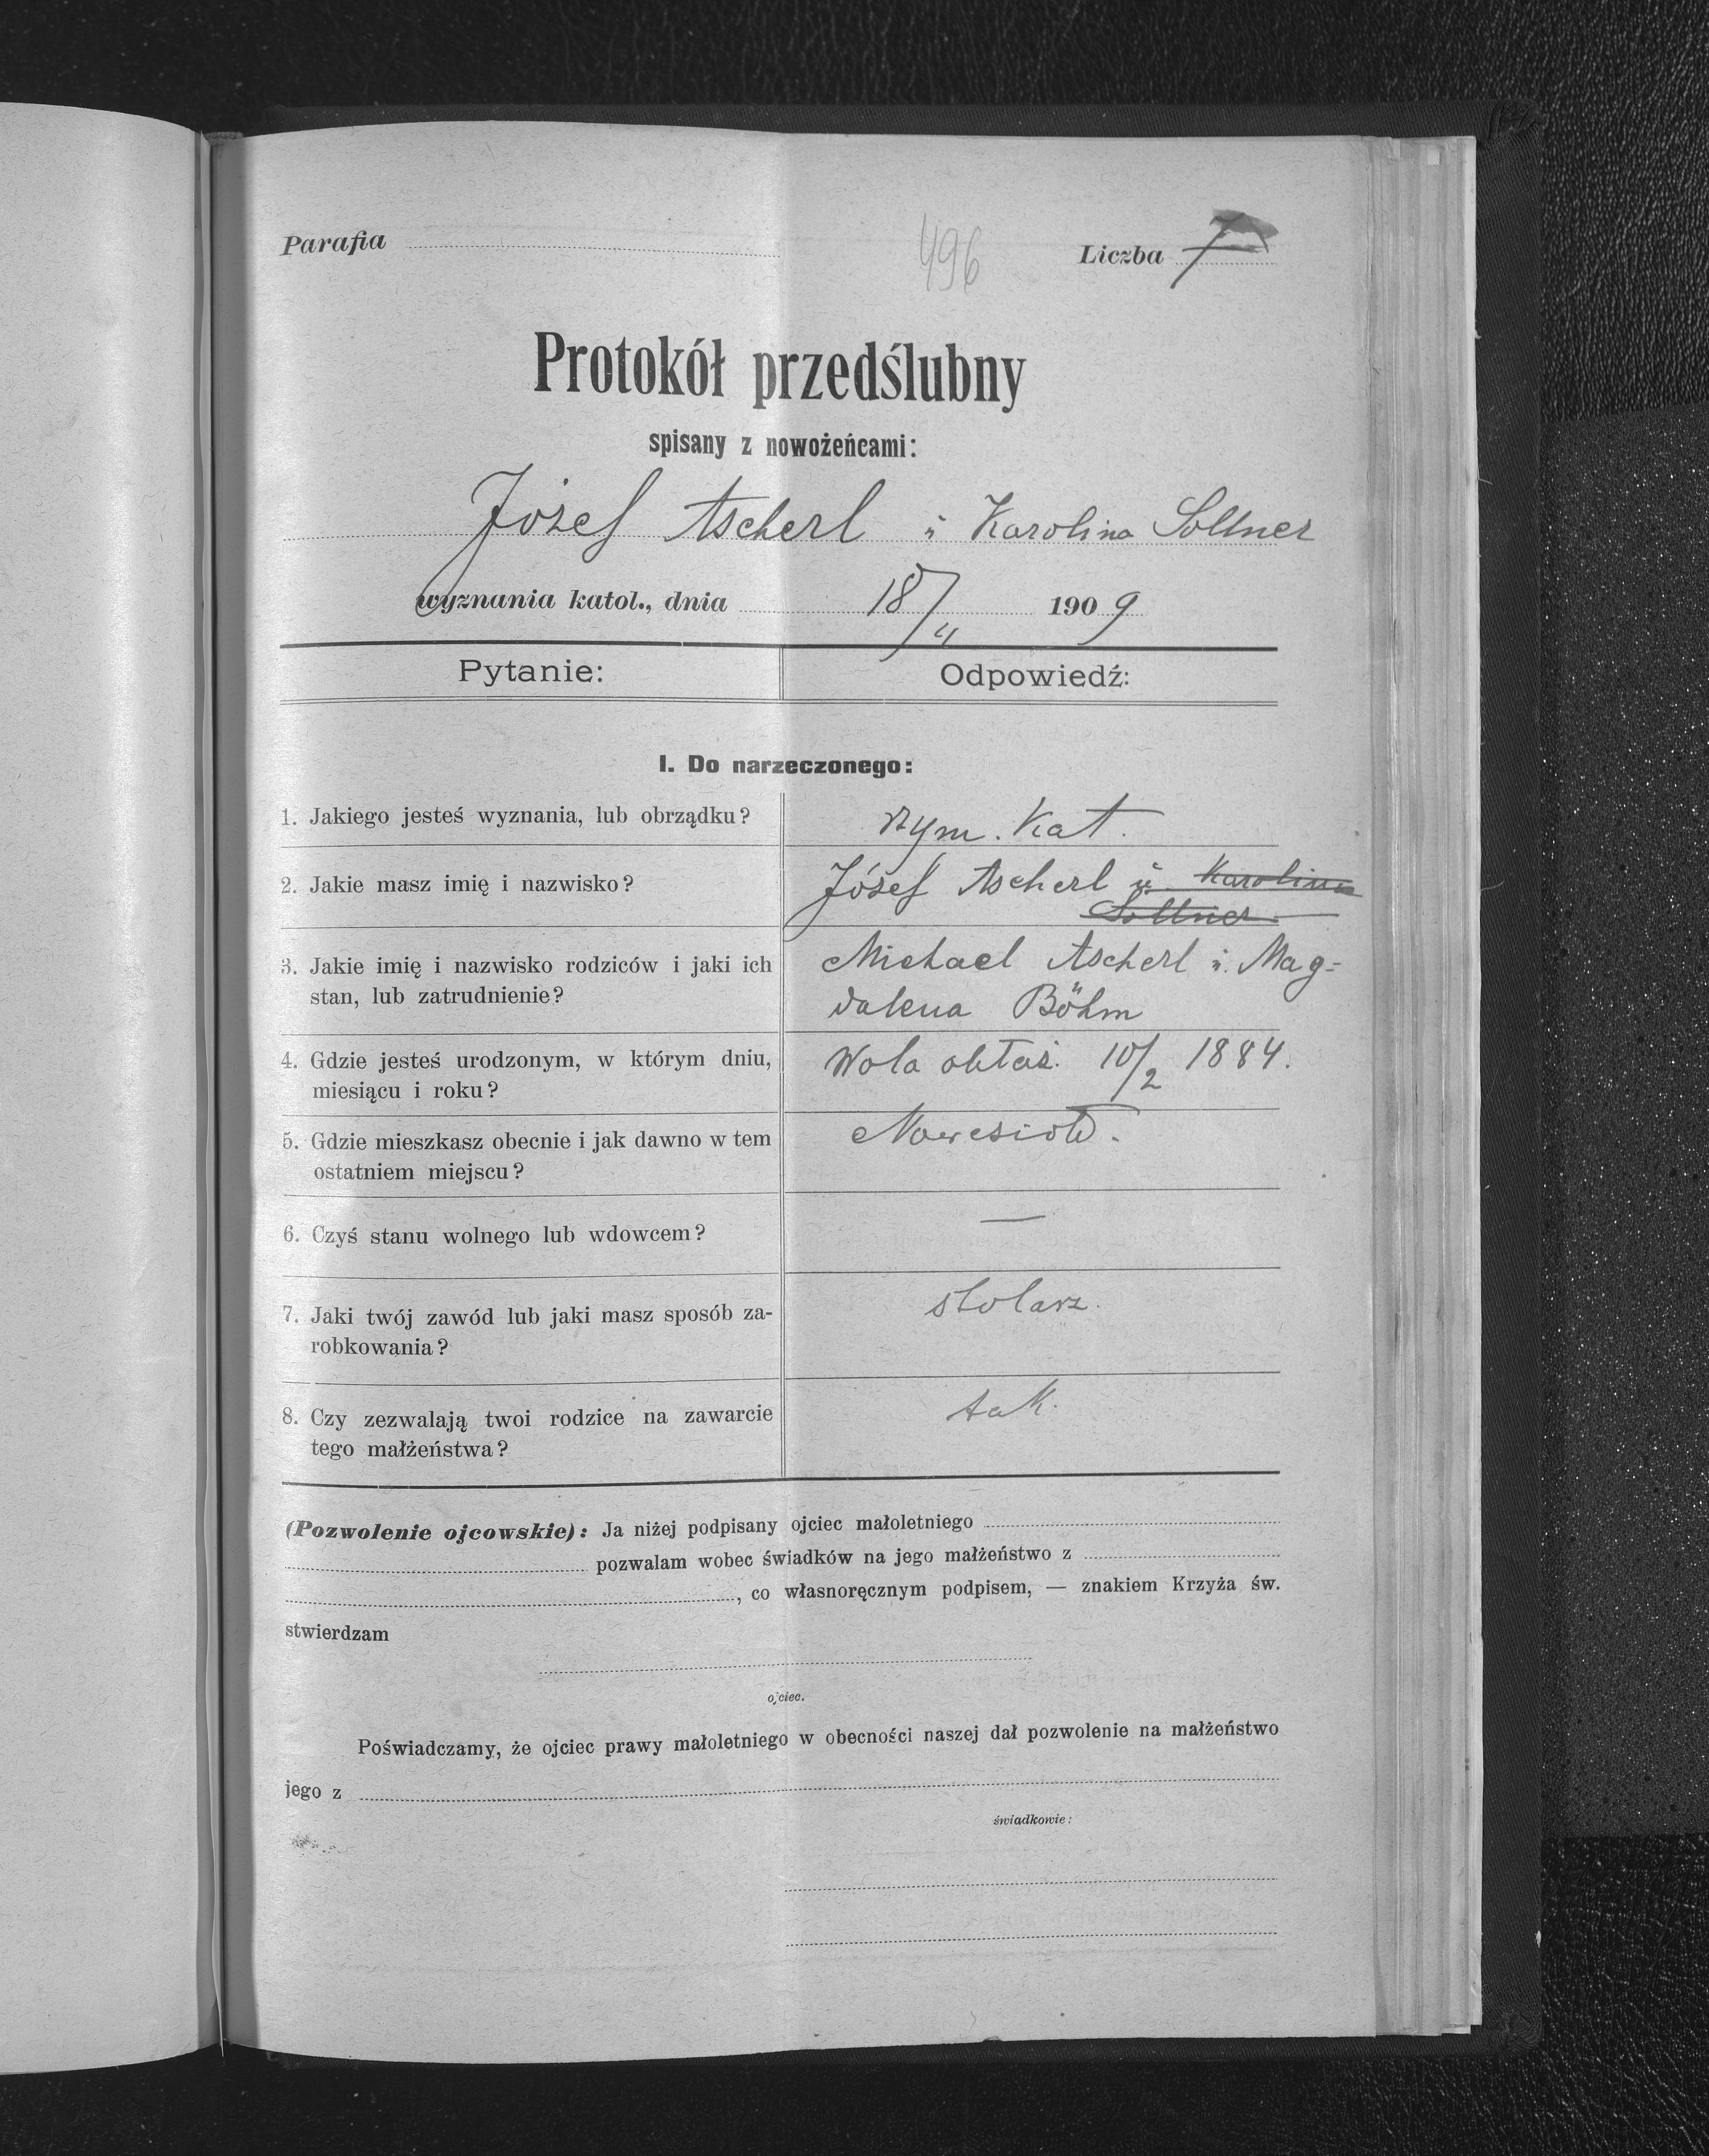 Parafia
496
Liczba 7
Protokół przedślubny
spisany z nowożeńcami:
Józef Ascherl i Karolina Sollner
wyznania katol., dnia 18/4 1909
Pytanie: Odpowiedź:
I. Do narzeczonego:
1. Jakiego jesteś wyznania, lub obrządku? rzym. Kat.
2. Jakie masz imię i nazwisko? Józef Ascherl i Karolina
Sollner
3. Jakie imię i nazwisko rodziców i jaki ich Michael Ascherl i Mag-
stan, lub zatrudnienie? dalena Böhm
4. Gdzie jesteś urodzonym, w którym dniu, Wola 10/2 1884.
miesiącu i roku?
5. Gdzie mieszkasz obecnie i jak dawno w tem
ostatniem miejscu?
6. Czyś stanu wolnego lub wdowcem? —
7. Jaki twój zawód lub jaki masz sposób za- stolarz.
robkowania?
8. Czy zezwalają twoi rodzice na zawarcie tak.
tego małżeństwa?
(Pozwolenie ojcowskie): Ja niżej podpisany ojciec małoletniego
pozwalam wobec świadków na jego małżeństwo z
, co własnoręcznym podpisem, — znakiem Krzyża św.
stwierdzam
ojciec.
Poświadczamy, że ojciec prawy małoletniego w obecności naszej dał pozwolenie na małżeństwo
jego z
świadkowie: